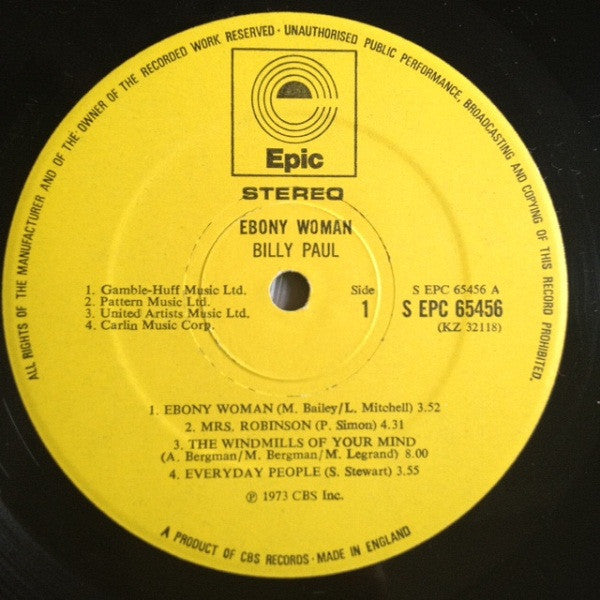 ALL RIGHTS OF THE MANUFACTURER AND OF THE OWNER OF THE RECORDED WORK RESERVED · UNAUTHORISED PUBLIC PERFORMANCE, BROADCASTING AND COPYING OF THIS RECORD PROHIBITED.
Epic
STEREO
EBONY WOMAN
BILLY PAUL
1. Gamble-Huff Music Ltd.
2. Pattern Music Ltd.
3. United Artists Music Ltd.
4. Carlin Music Corp.
Side
1
S EPC 65456 A
S EPC 65456
(KZ 32118)
1. EBONY WOMAN (M. Bailey/L. Mitchell) 3.52
2. MRS. ROBINSON (P. Simon) 4.31
3. THE WINDMILLS OF YOUR MIND
(A. Bergman/M. Bergman/M. Legrand) 8.00
4. EVERYDAY PEOPLE (S. Stewart) 3.55
℗ 1973 CBS Inc.
A PRODUCT OF CBS RECORDS · MADE IN ENGLAND